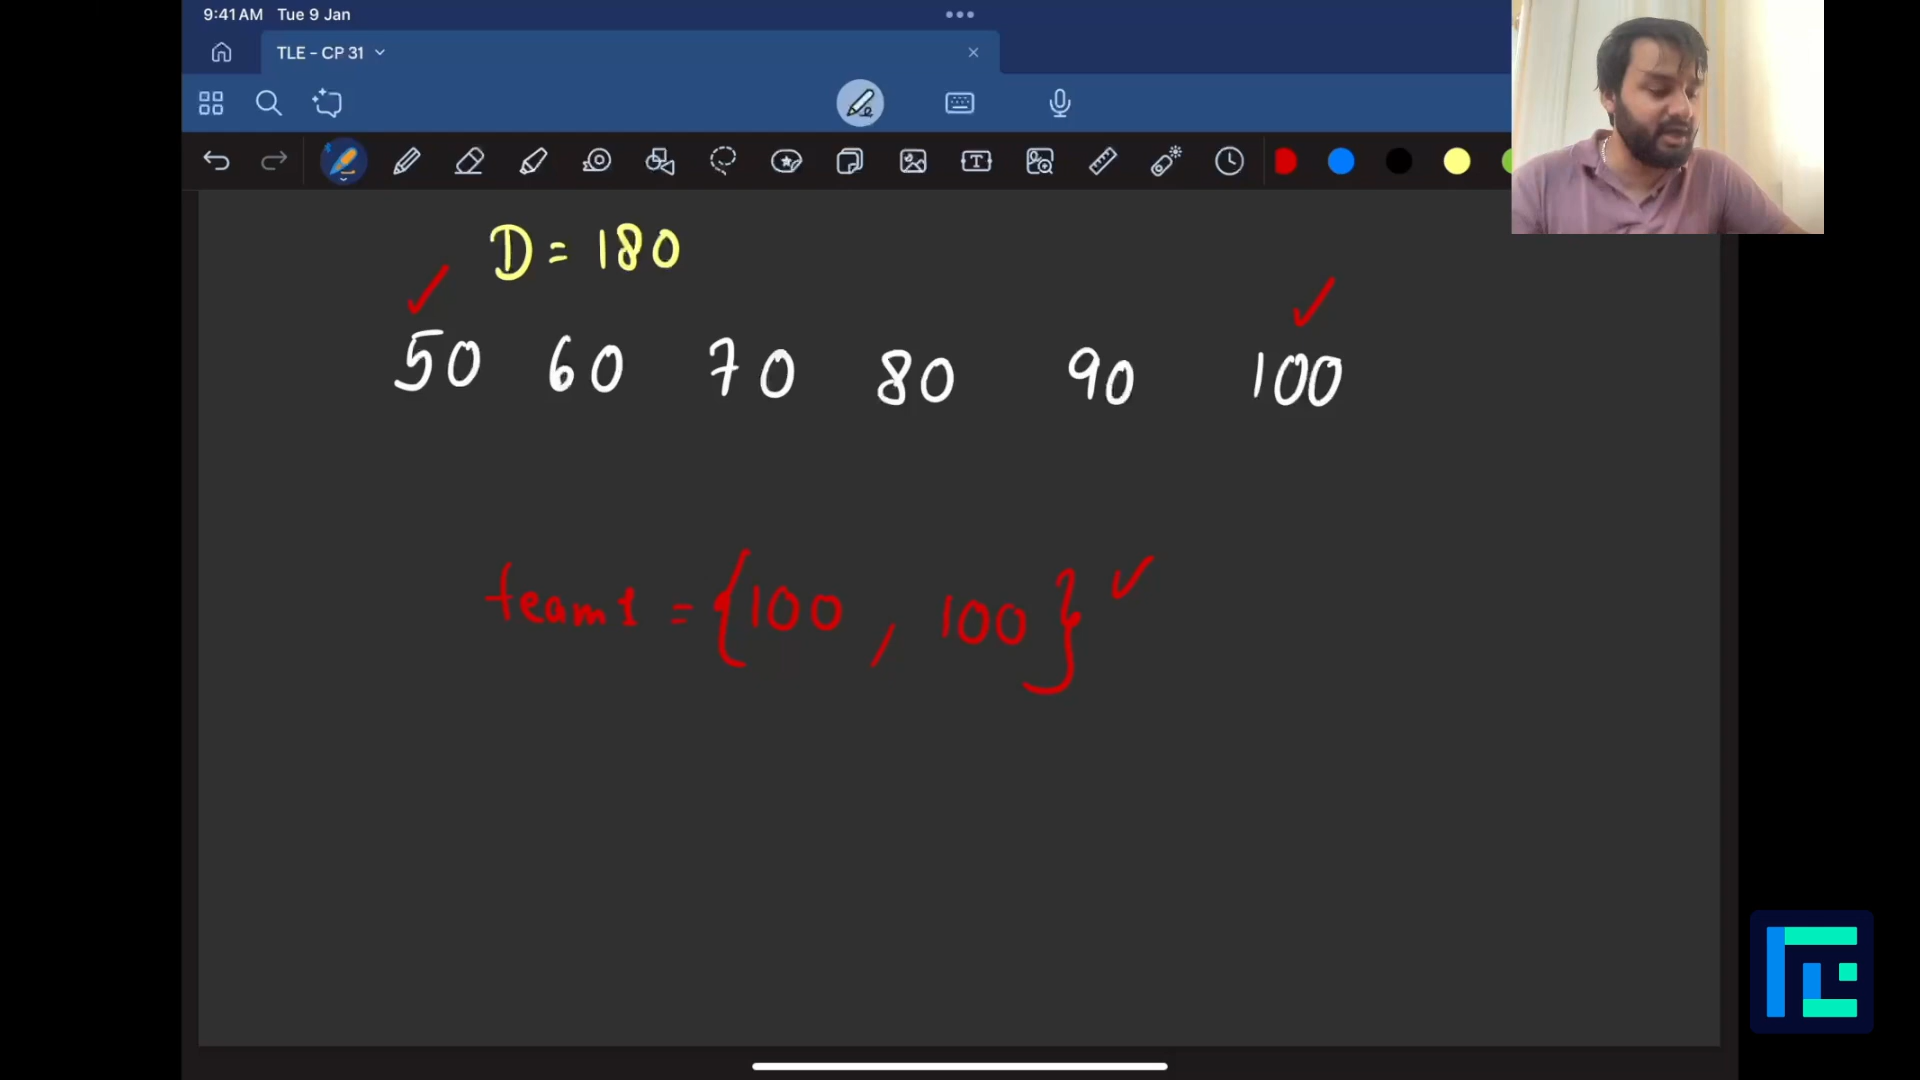 9:41 AM Tue 9 Jan
TLE - CP 31
D = 180
50 60 70 80 90 100
team1 = {100, 100}